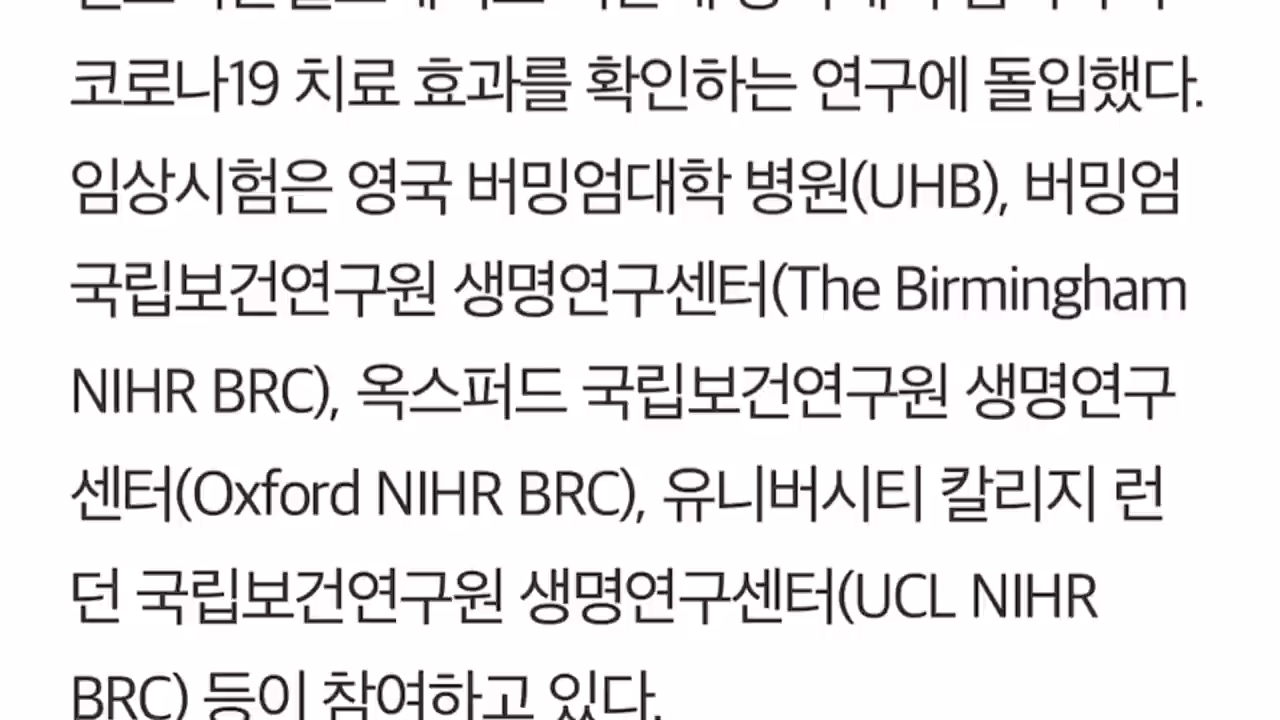 코로나19 치료 효과를 확인하는 연구에 돌입했다.
임상시험은 영국 버밍엄대학 병원(UHB), 버밍엄
국립보건연구원 생명연구센터(The Birmingham
NIHR BRC), 옥스퍼드 국립보건연구원 생명연구
센터(Oxford NIHR BRC), 유니버시티 칼리지 런
던 국립보건연구원 생명연구센터(UCL NIHR
BRC) 등이 참여하고 있다.